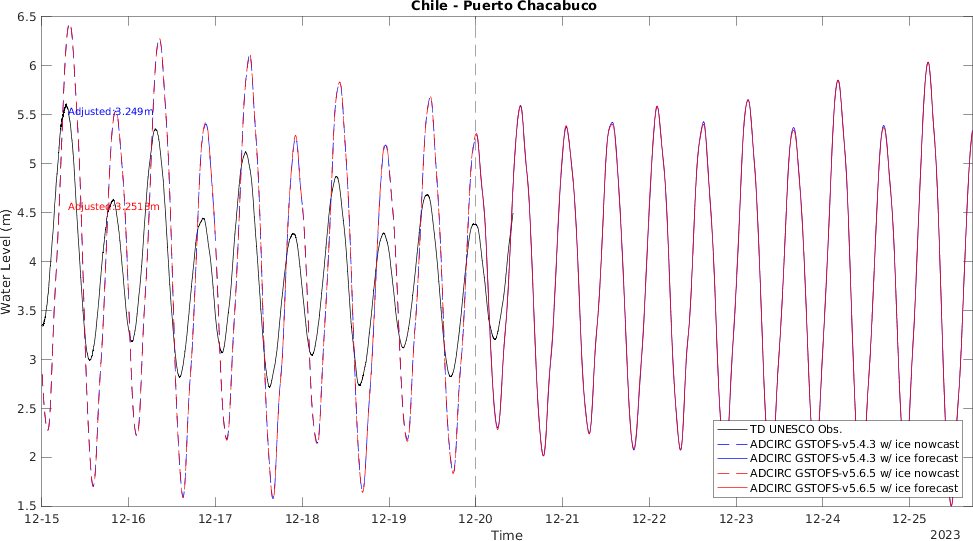 Chile - Puerto Chacabuco
6.5
6
5.5
5
4.5
4
3.5
3
2.5
2
1.5
Water Level (m)
Adjusted:3.249m
Adjusted:3.2513m
TD UNESCO Obs.
ADCIRC GSTOFS-v5.4.3 w/ ice nowcast
ADCIRC GSTOFS-v5.4.3 w/ ice forecast
ADCIRC GSTOFS-v5.6.5 w/ ice nowcast
ADCIRC GSTOFS-v5.6.5 w/ ice forecast
12-15 12-16 12-17 12-18 12-19 12-20 12-21 12-22 12-23 12-24 12-25
Time
2023